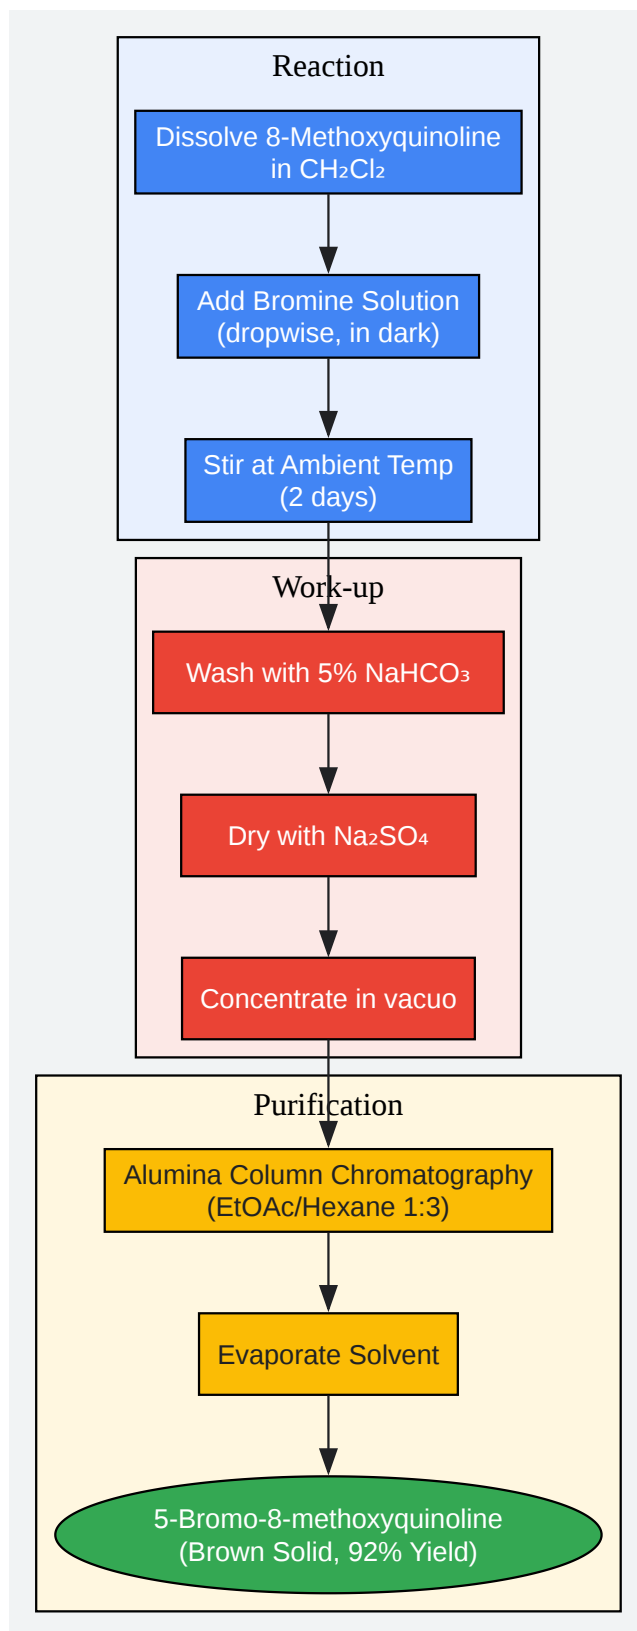 Reaction
Dissolve 8-Methoxyquinoline
in CH₂Cl₂
Add Bromine Solution
(dropwise, in dark)
Stir at Ambient Temp
(2 days)
Work-up
Wash with 5% NaHCO₃
Dry with Na₂SO₄
Concentrate in vacuo
Purification
Alumina Column Chromatography
(EtOAc/Hexane 1:3)
Evaporate Solvent
5-Bromo-8-methoxyquinoline
(Brown Solid, 92% Yield)